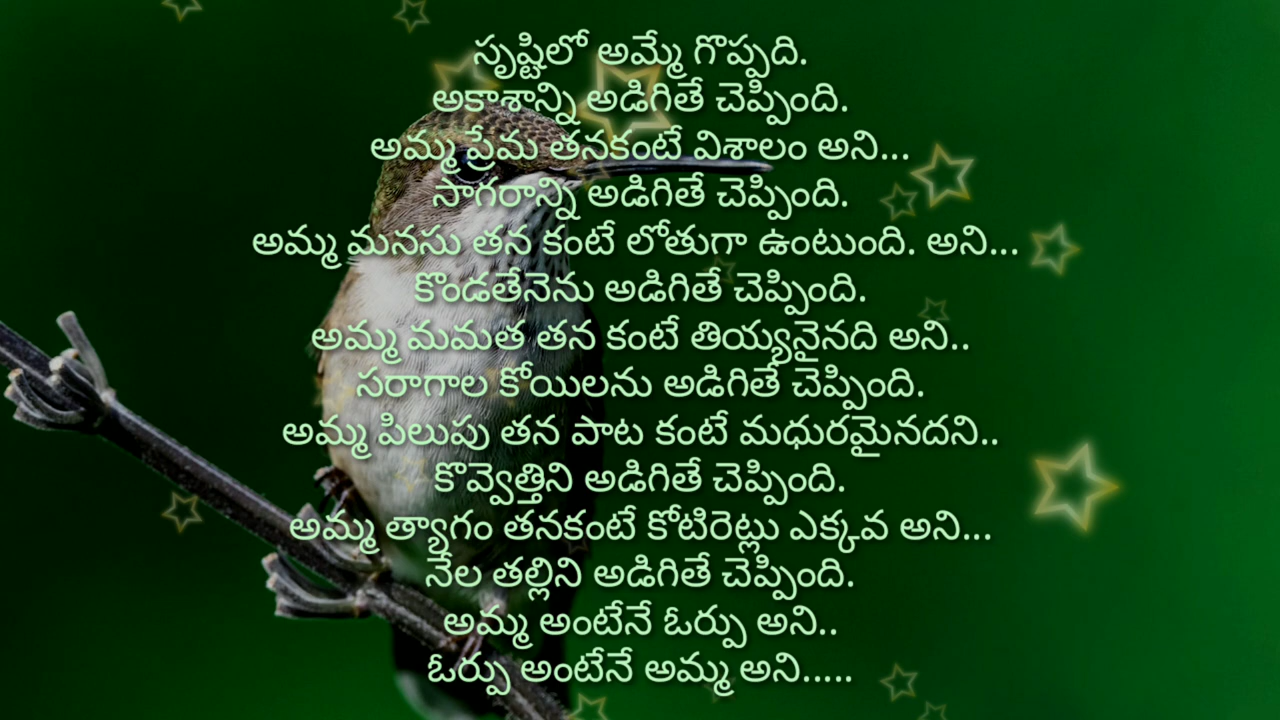 సృష్టిలో అమ్మే గొప్పది.
అకాశాన్ని అడిగితే చెప్పింది.
అమ్మ ప్రేమ తనకంటే విశాలం అని...
సాగరాన్ని అడిగితే చెప్పింది.
అమ్మ మనసు తన కంటే లోతుగా ఉంటుంది. అని...
కొండతేనెను అడిగితే చెప్పింది.
అమ్మ మమత తన కంటే తియ్యనైనది అని..
సరాగాల కోయిలను అడిగితే చెప్పింది.
అమ్మ పిలుపు తన పాట కంటే మధురమైనదని..
కొవ్వెత్తిని అడిగితే చెప్పింది.
అమ్మ త్యాగం తనకంటే కోటిరెట్లు ఎక్కవ అని...
నేల తల్లిని అడిగితే చెప్పింది.
అమ్మ అంటేనే ఓర్పు అని..
ఓర్పు అంటేనే అమ్మ అని.....